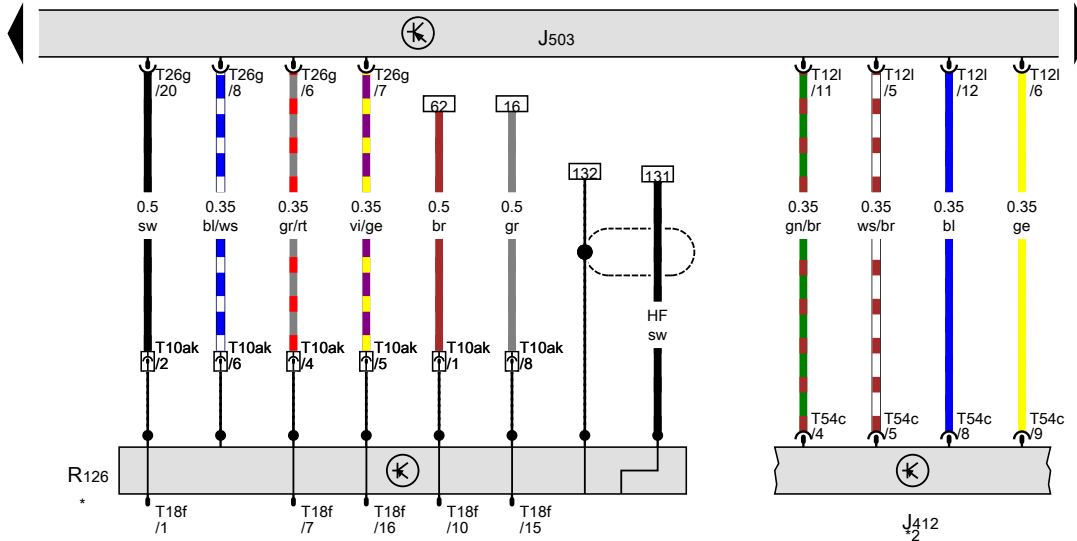 J503
T26g
/20
T26g
/8
T26g
/6
T26g
/7
T12l
/11
T12l
/5
T12l
/12
T12l
/6
62
16
132
131
0.5
sw
0.35
bl/ws
0.35
gr/rt
0.35
vi/ge
0.5
br
0.5
gr
0.35
gn/br
0.35
ws/br
0.35
bl
0.35
ge
HF
sw
T10ak
/2
T10ak
/6
T10ak
/4
T10ak
/5
T10ak
/1
T10ak
/8
T54c
/4
T54c
/5
T54c
/8
T54c
/9
R126
*
T18f
/1
T18f
/7
T18f
/16
T18f
/10
T18f
/15
J412
*2